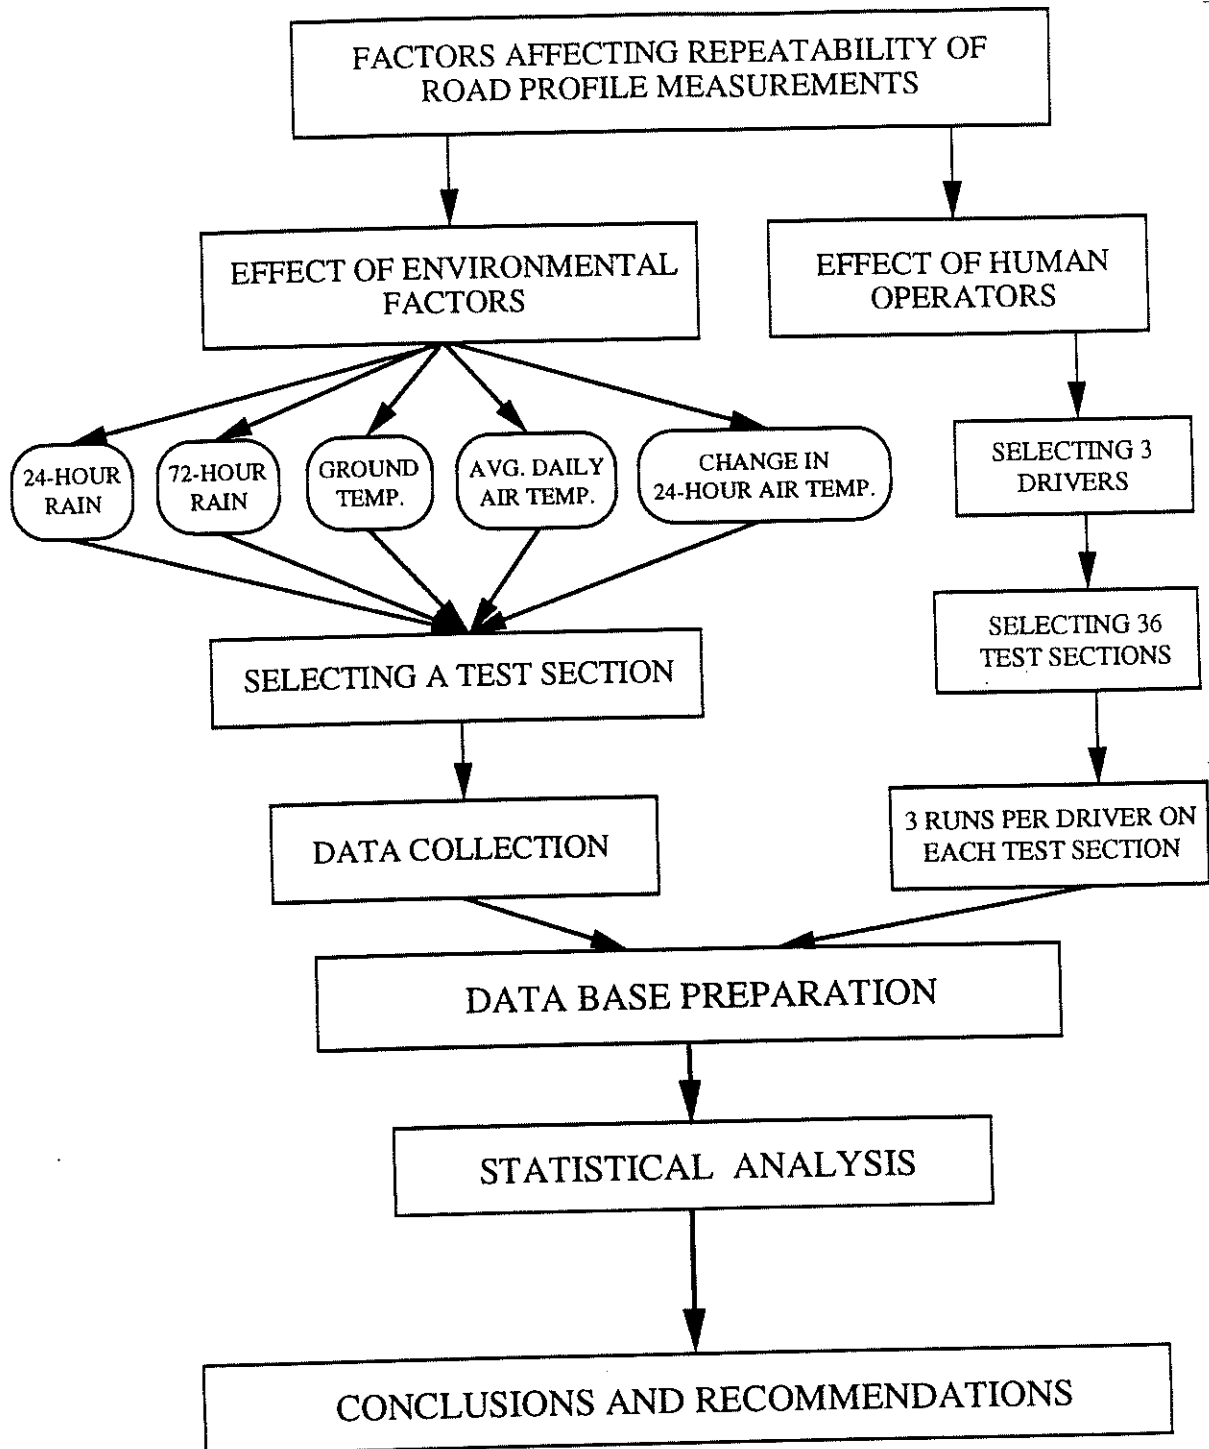 FACTORS AFFECTING REPEATABILITY OF
ROAD PROFILE MEASUREMENTS
EFFECT OF ENVIRONMENTAL
FACTORS
EFFECT OF HUMAN
OPERATORS
24-HOUR
RAIN
72-HOUR
RAIN
GROUND
TEMP.
AVG. DAILY
AIR TEMP.
CHANGE IN
24-HOUR AIR TEMP.
SELECTING 3
DRIVERS
SELECTING 36
TEST SECTIONS
SELECTING A TEST SECTION
3 RUNS PER DRIVER ON
EACH TEST SECTION
DATA COLLECTION
DATA BASE PREPARATION
STATISTICAL ANALYSIS
CONCLUSIONS AND RECOMMENDATIONS